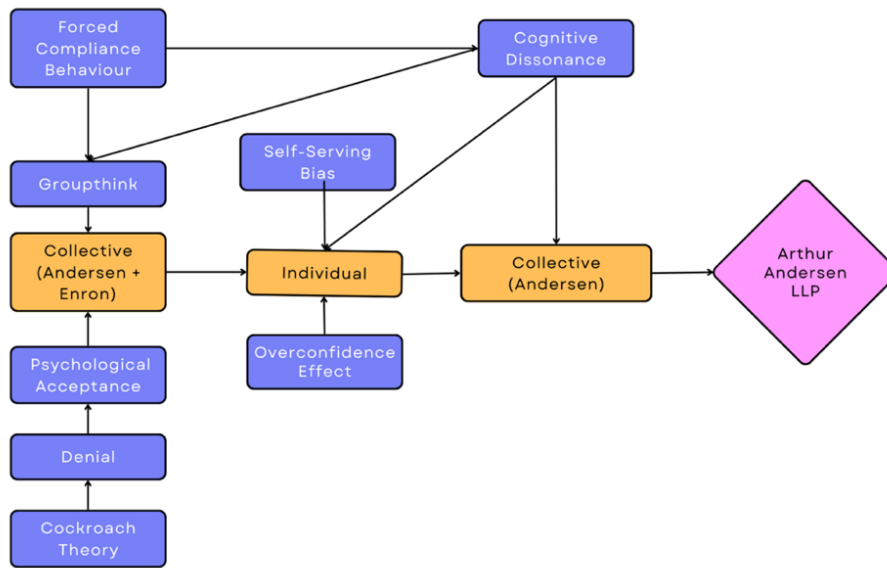 Forced
Compliance
Behaviour
Cognitive
Dissonance
Self-Serving
Bias
Groupthink
Collective
(Andersen +
Enron)
Individual
Collective
(Andersen)
Arthur
Andersen
LLP
Psychological
Acceptance
Overconfidence
Effect
Denial
Cockroach
Theory